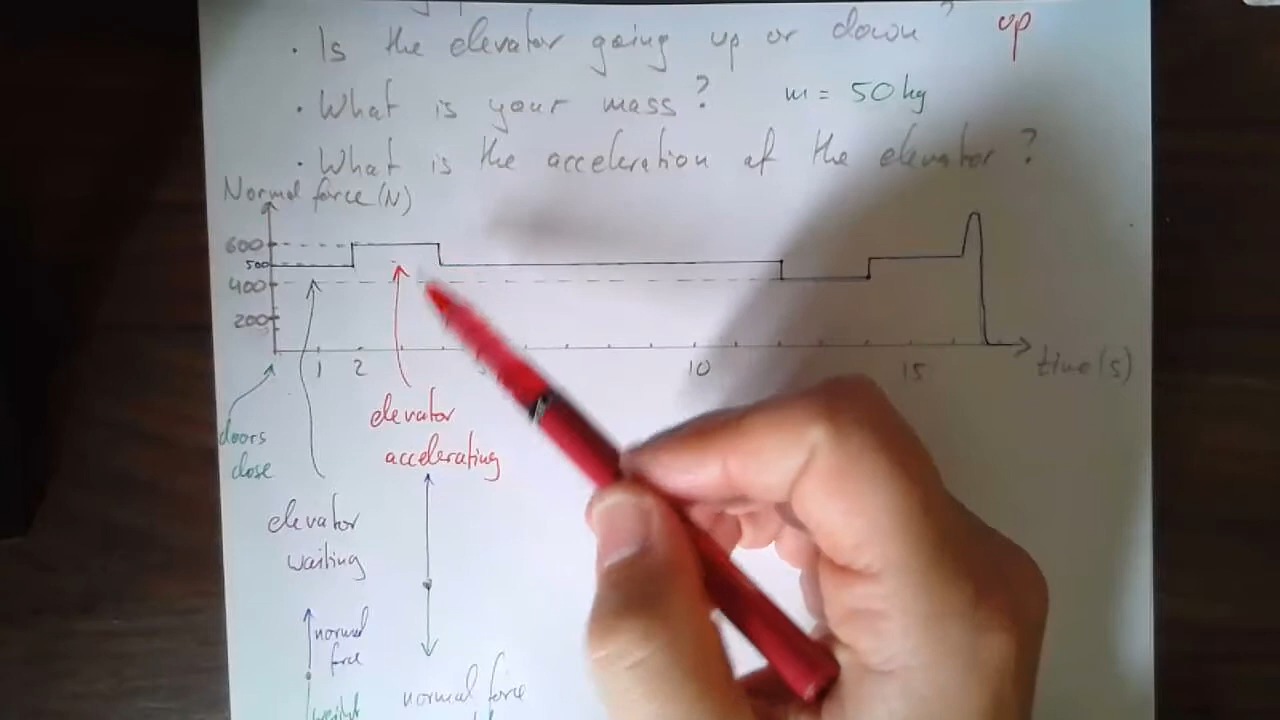 • Is the elevator going up or down? up
• What is your mass? m = 50 kg
• What is the acceleration of the elevator?
Normal force (N)
600
500
400
200
1 2 10 15 time (s)
doors
close
elevator
accelerating
elevator
waiting
normal
force
weight
normal force